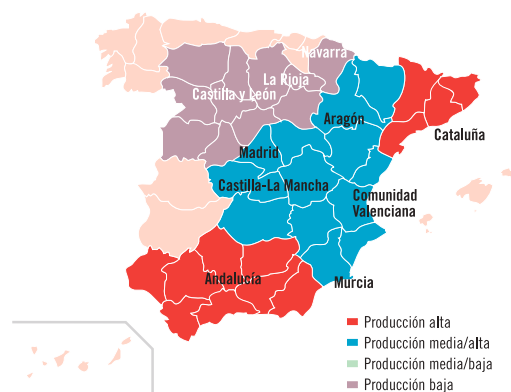 Navarra
La Rioja
Castilla y León
Aragón
Cataluña
Madrid
Castilla-La Mancha
Comunidad
Valenciana
Andalucía
Murcia
Producción alta
Producción media/alta
Producción media/baja
Producción baja